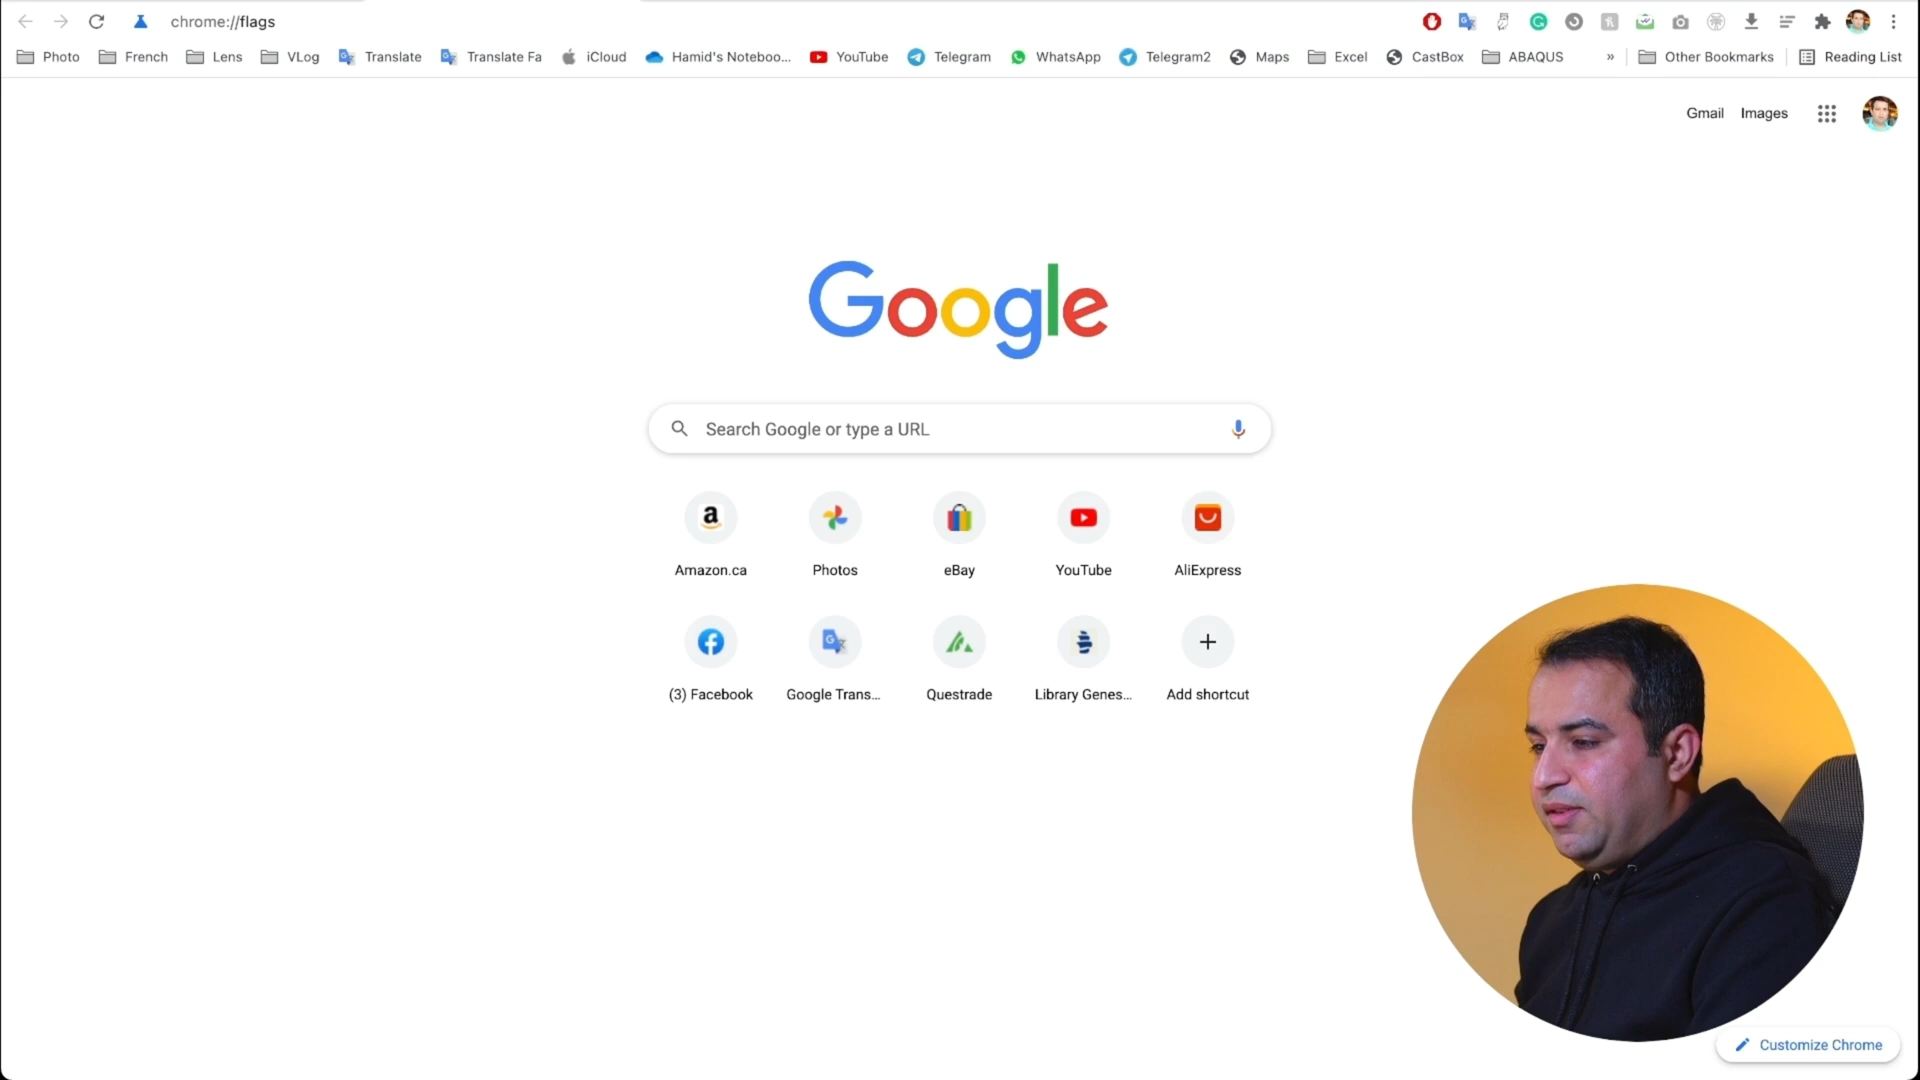 chrome://flags
Photo French Lens VLog Translate Translate Fa iCloud Hamid's Noteboo... YouTube Telegram WhatsApp Telegram2 Maps Excel CastBox ABAQUS » Other Bookmarks Reading List
Gmail Images
Google
Search Google or type a URL
Amazon.ca Photos eBay YouTube AliExpress
(3) Facebook Google Trans... Questrade Library Genes... Add shortcut
Customize Chrome